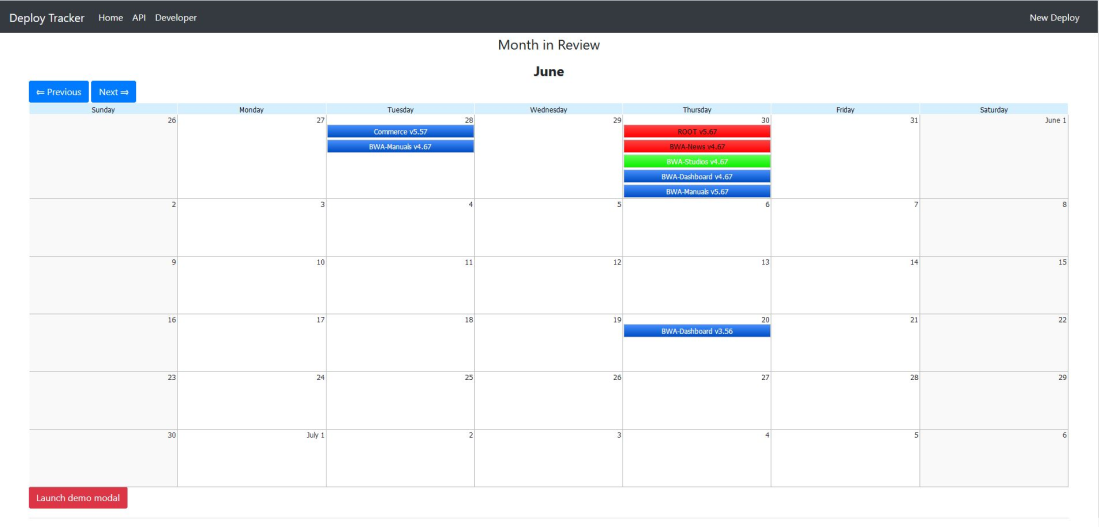 Deploy Tracker Home API Developer New Deploy
Month in Review
June
⇐ Previous Next ⇒
Sunday Monday Tuesday Wednesday Thursday Friday Saturday
26 27 28 29 30 31 June 1
Commerce v5.57 ROOT v5.67
BWA-Manuals v4.67 BWA-News v4.67
BWA-Studios v4.67
BWA-Dashboard v4.67
BWA-Manuals v5.67
2 3 4 5 6 7 8
9 10 11 12 13 14 15
16 17 18 19 20 21 22
BWA-Dashboard v3.56
23 24 25 26 27 28 29
30 July 1 2 3 4 5 6
Launch demo modal